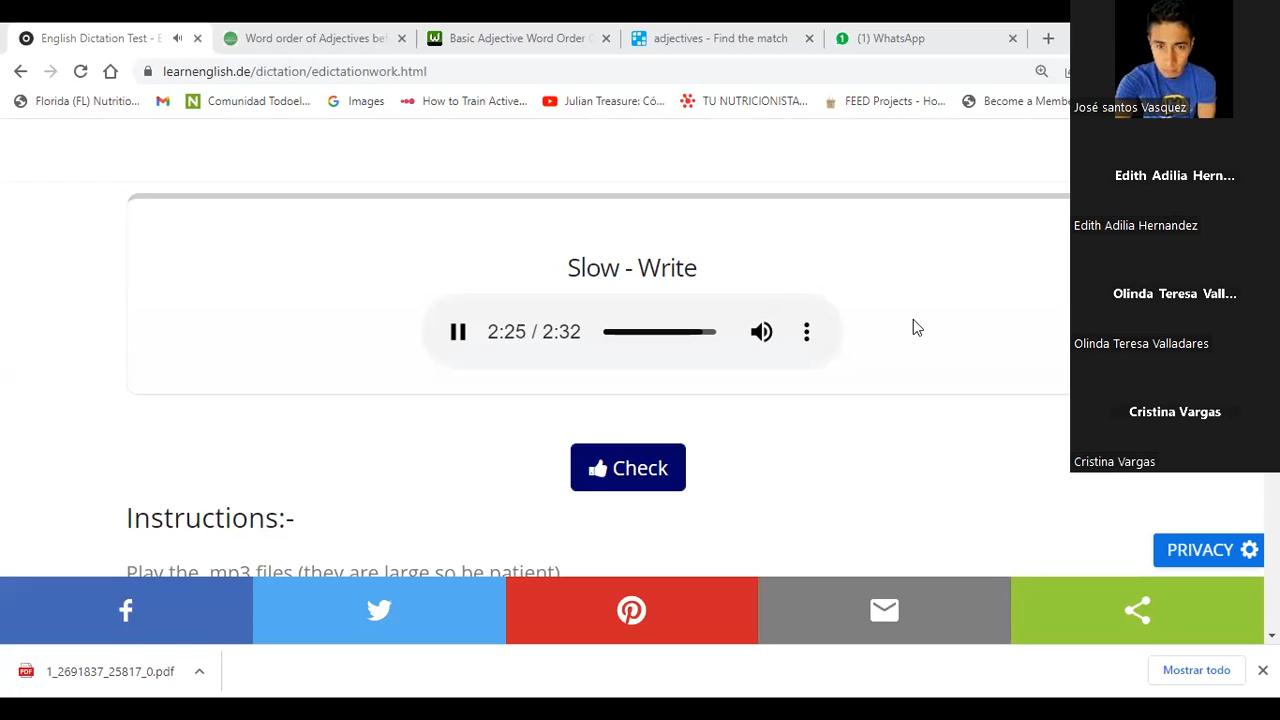 English Dictation Test - E
Word order of Adjectives bef
Basic Adjective Word Order G
adjectives - Find the match
(1) WhatsApp
learnenglish.de/dictation/edictationwork.html
Florida (FL) Nutritio...
Comunidad Todoel...
Images
How to Train Active...
Julian Treasure: Có...
TU NUTRICIONISTA...
FEED Projects - Ho...
Become a Membe
José santos Vasquez
Edith Adilia Hern...
Edith Adilia Hernandez
Olinda Teresa Vall...
Olinda Teresa Valladares
Cristina Vargas
Cristina Vargas
Slow - Write
2:25 / 2:32
Check
Instructions:-
Play the .mp3 files (they are large so be patient)
PRIVACY
1_2691837_25817_0.pdf
Mostrar todo